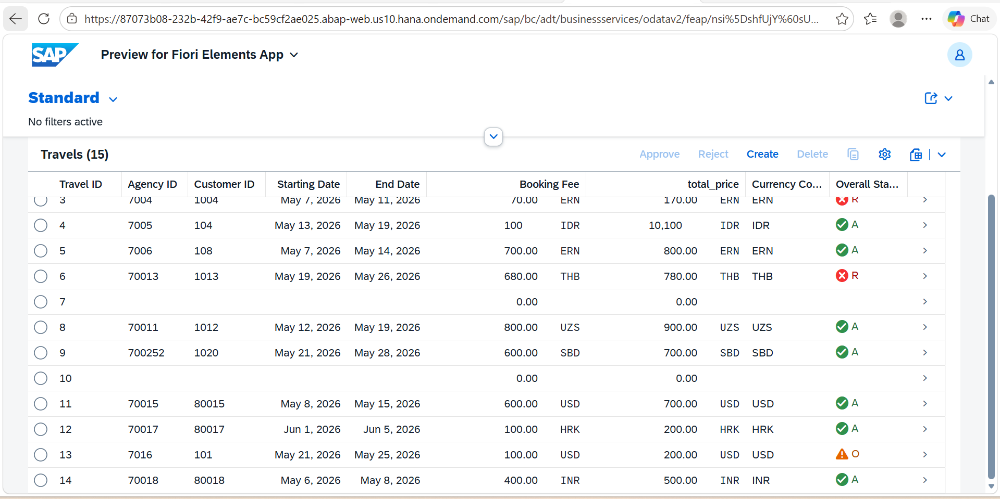 https://87073b08-232b-42f9-ae7c-bc59cf2ae025.abap-web.us10.hana.ondemand.com/sap/bc/adt/businessservices/odatav2/feap/nsi%5DshfUjY%60sU...
Chat
SAP
Preview for Fiori Elements App
Standard
No filters active
Travels (15)
Approve Reject Create Delete
Travel ID Agency ID Customer ID Starting Date End Date Booking Fee total_price Currency Co... Overall Sta...
3 7004 1004 May 7, 2026 May 11, 2026 70.00 ERN 170.00 ERN ERN R
4 7005 104 May 13, 2026 May 19, 2026 100 IDR 10,100 IDR IDR A
5 7006 108 May 7, 2026 May 14, 2026 700.00 ERN 800.00 ERN ERN A
6 70013 1013 May 19, 2026 May 26, 2026 680.00 THB 780.00 THB THB R
7 0.00 0.00
8 70011 1012 May 12, 2026 May 19, 2026 800.00 UZS 900.00 UZS UZS A
9 700252 1020 May 21, 2026 May 28, 2026 600.00 SBD 700.00 SBD SBD A
10 0.00 0.00
11 70015 80015 May 8, 2026 May 15, 2026 600.00 USD 700.00 USD USD A
12 70017 80017 Jun 1, 2026 Jun 5, 2026 100.00 HRK 200.00 HRK HRK A
13 7016 101 May 21, 2026 May 25, 2026 100.00 USD 200.00 USD USD O
14 70018 80018 May 6, 2026 May 8, 2026 400.00 INR 500.00 INR INR A